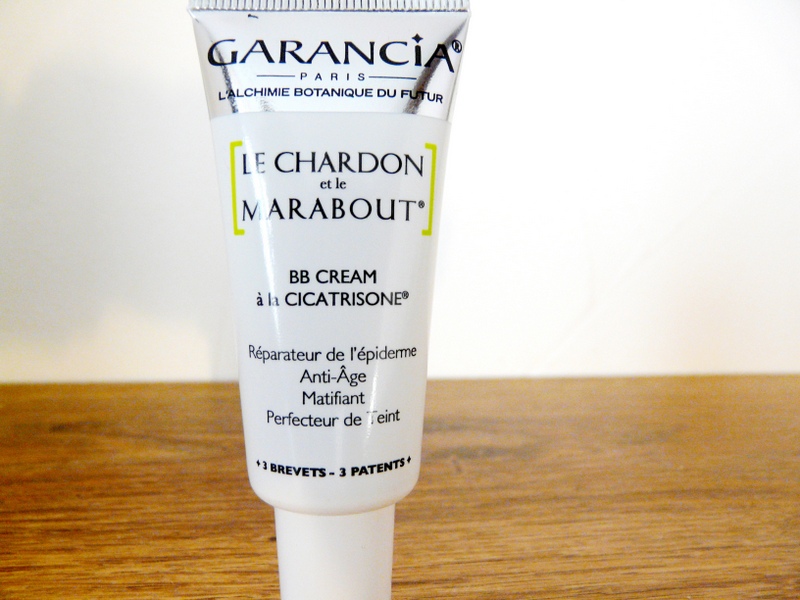 GARANCIA®
PARIS
L'ALCHIMIE BOTANIQUE DU FUTUR
LE CHARDON
et le
MARABOUT®
BB CREAM
à la CICATRISONE®
Réparateur de l'épiderme
Anti-Âge
Matifiant
Perfecteur de Teint
+ 3 BREVETS - 3 PATENTS +